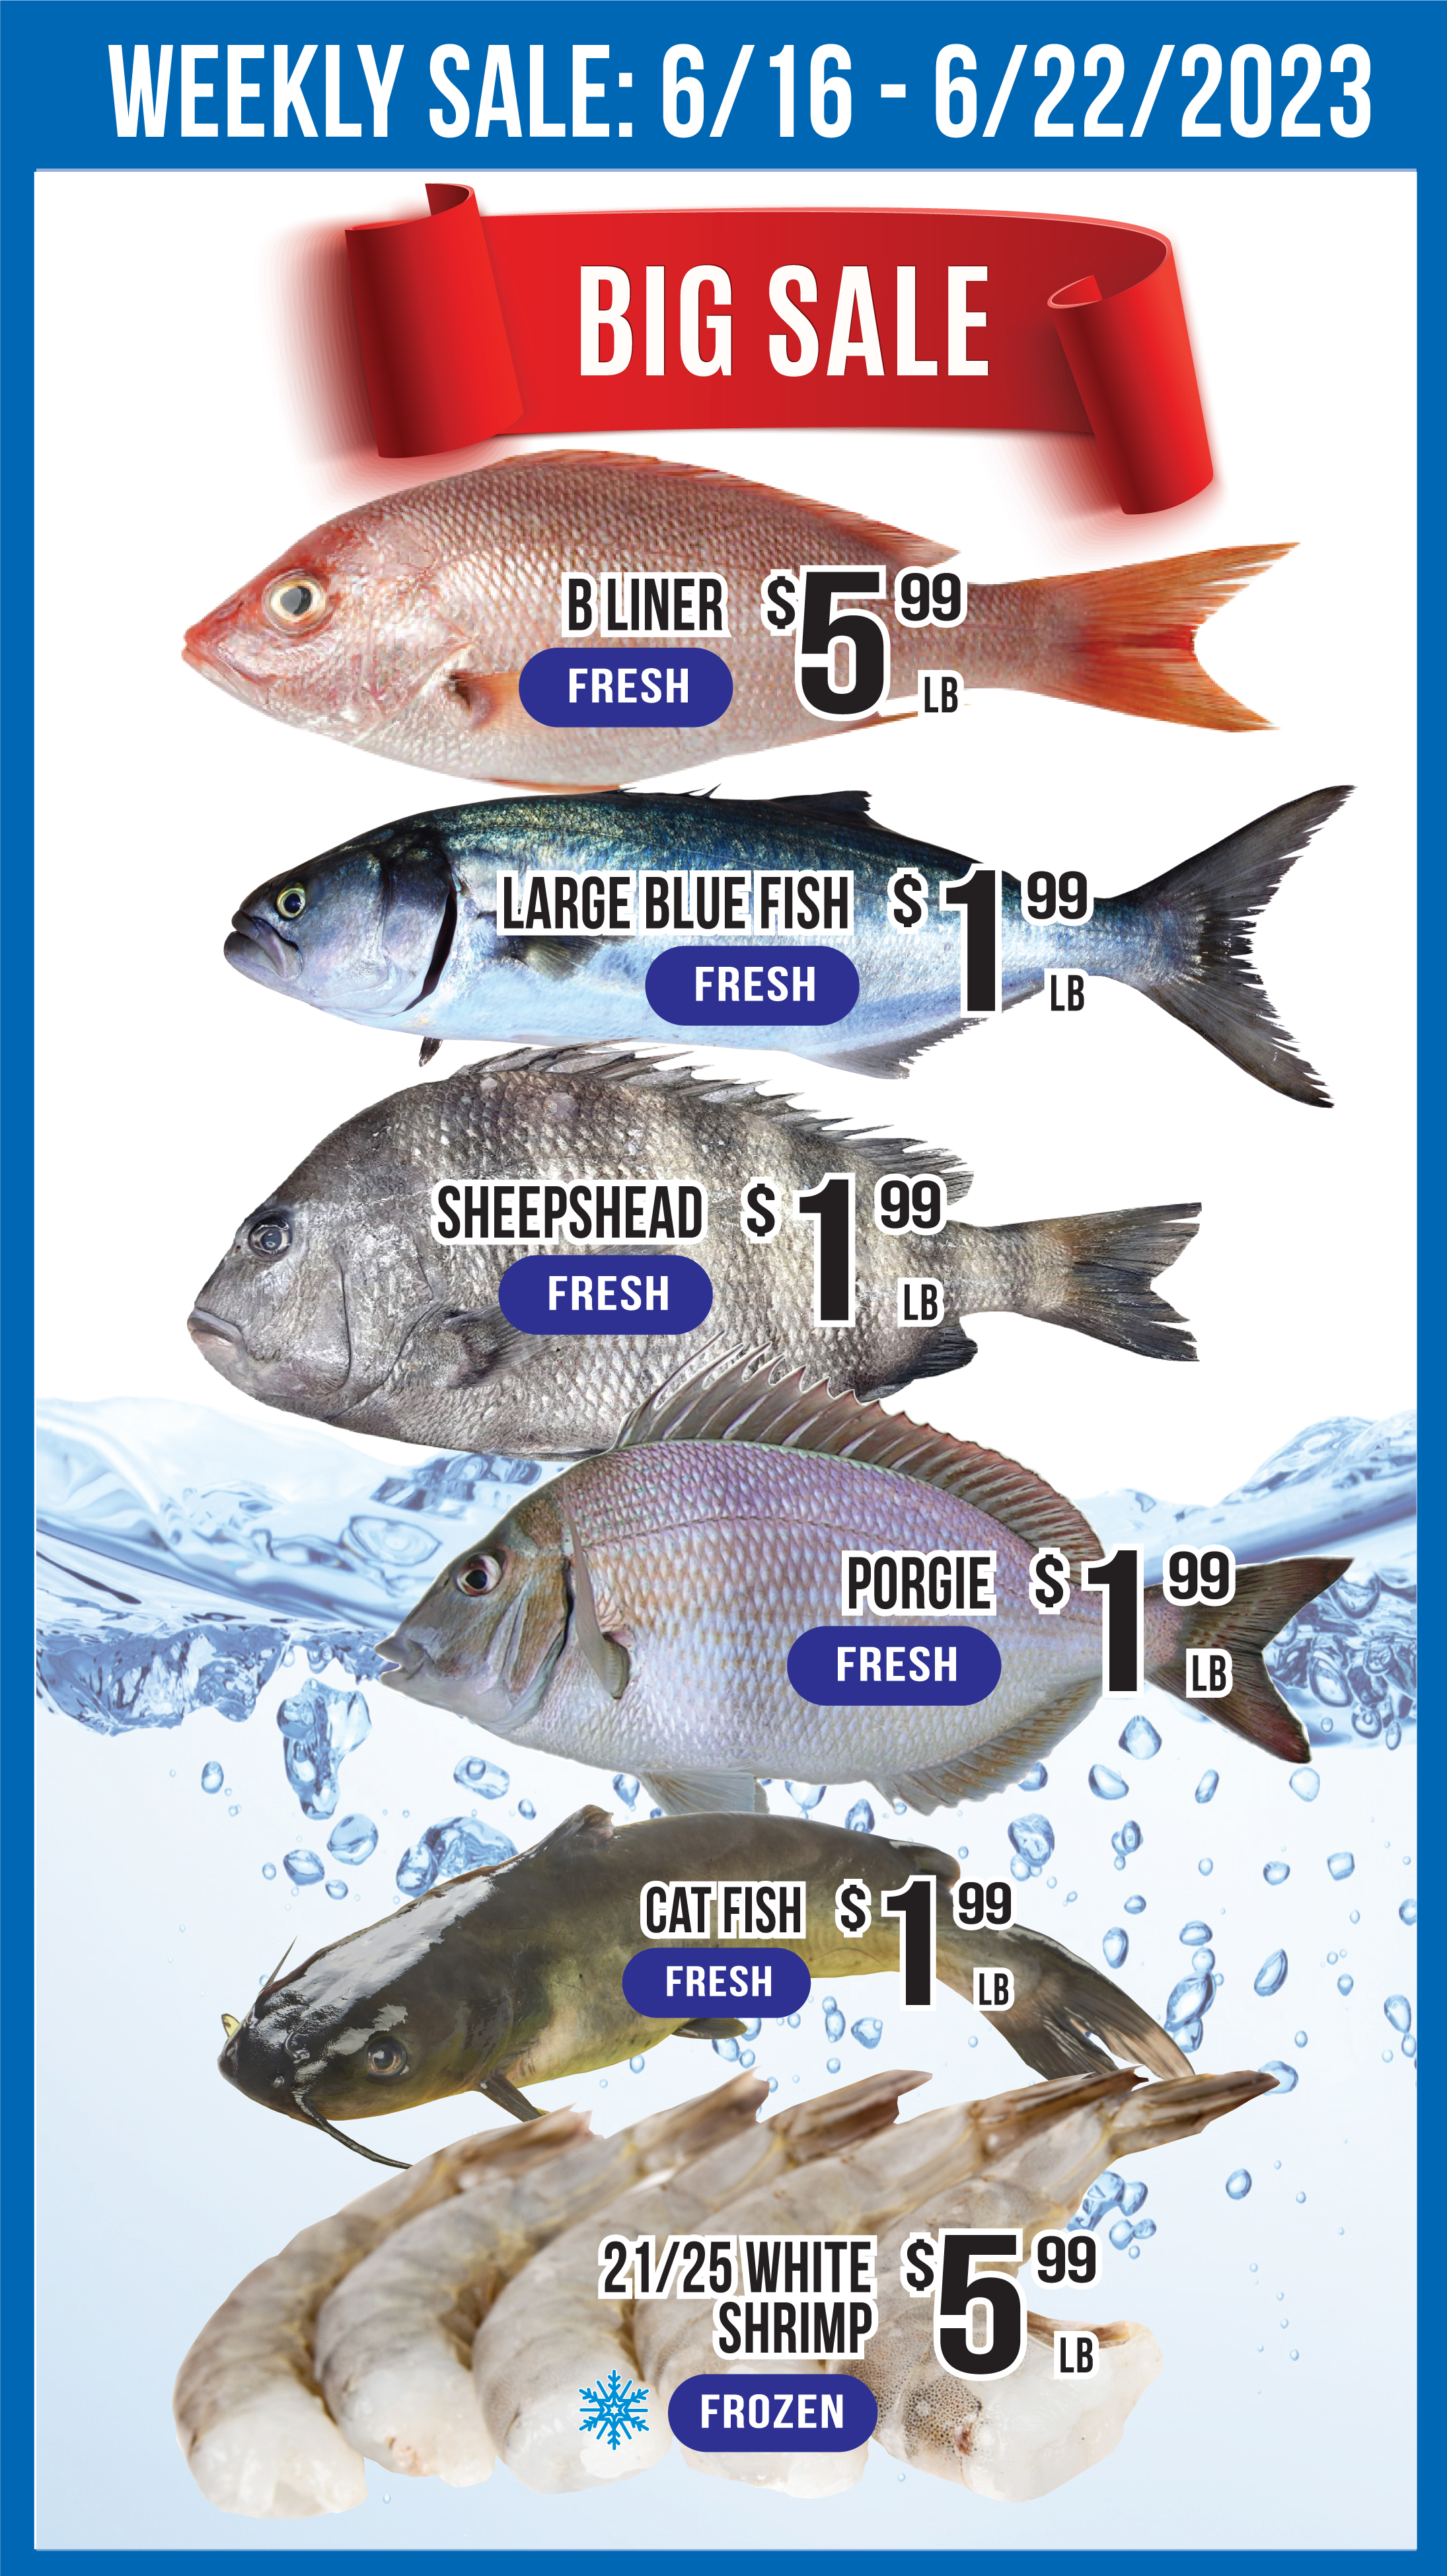 WEEKLY SALE: 6/16 - 6/22/2023
BIG SALE
B LINER $5 99
FRESH LB
LARGE BLUE FISH $1 99
FRESH LB
SHEEPSHEAD $1 99
FRESH LB
PORGIE $1 99
FRESH LB
CAT FISH $1 99
FRESH LB
21/25 WHITE $5 99
SHRIMP LB
FROZEN